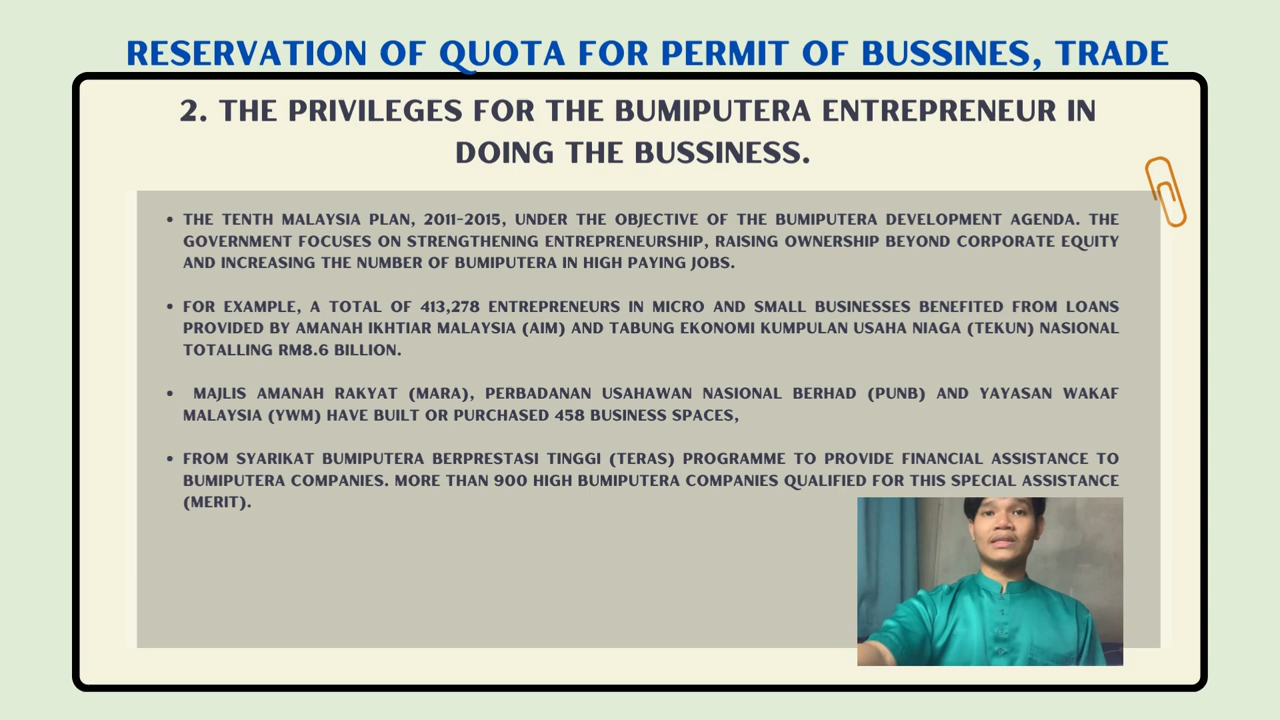 RESERVATION OF QUOTA FOR PERMIT OF BUSSINES, TRADE
2. THE PRIVILEGES FOR THE BUMIPUTERA ENTREPRENEUR IN
DOING THE BUSSINESS.
• THE TENTH MALAYSIA PLAN, 2011-2015, UNDER THE OBJECTIVE OF THE BUMIPUTERA DEVELOPMENT AGENDA. THE
GOVERNMENT FOCUSES ON STRENGTHENING ENTREPRENEURSHIP, RAISING OWNERSHIP BEYOND CORPORATE EQUITY
AND INCREASING THE NUMBER OF BUMIPUTERA IN HIGH PAYING JOBS.
• FOR EXAMPLE, A TOTAL OF 413,278 ENTREPRENEURS IN MICRO AND SMALL BUSINESSES BENEFITED FROM LOANS
PROVIDED BY AMANAH IKHTIAR MALAYSIA (AIM) AND TABUNG EKONOMI KUMPULAN USAHA NIAGA (TEKUN) NASIONAL
TOTALLING RM8.6 BILLION.
• MAJLIS AMANAH RAKYAT (MARA), PERBADANAN USAHAWAN NASIONAL BERHAD (PUNB) AND YAYASAN WAKAF
MALAYSIA (YWM) HAVE BUILT OR PURCHASED 458 BUSINESS SPACES,
• FROM SYARIKAT BUMIPUTERA BERPRESTASI TINGGI (TERAS) PROGRAMME TO PROVIDE FINANCIAL ASSISTANCE TO
BUMIPUTERA COMPANIES. MORE THAN 900 HIGH BUMIPUTERA COMPANIES QUALIFIED FOR THIS SPECIAL ASSISTANCE
(MERIT).